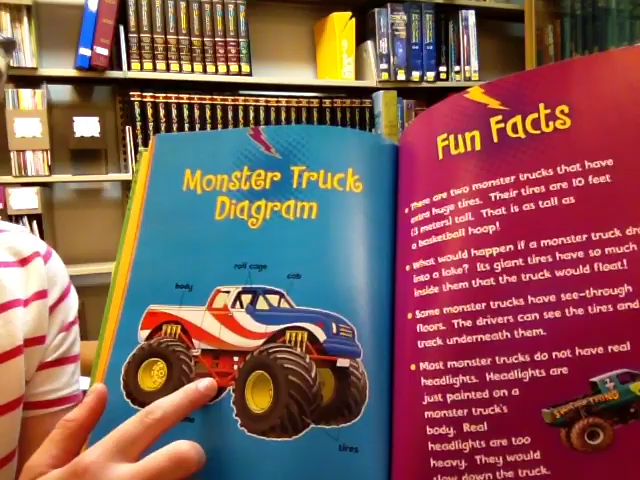 Monster Truck
Diagram
roll cage
body
cab
tires
Fun Facts
There are two monster trucks that have
extra huge tires. Their tires are 10 feet
(3 meters) tall. That is as tall as
a basketball hoop!
What would happen if a monster truck
into a lake? Its giant tires have so much
inside them that the truck would float!
Some monster trucks have see-through
floors. The drivers can see the tires and
track underneath them.
Most monster trucks do not have real
headlights. Headlights are
just painted on a
monster truck's
body. Real
headlights are too
heavy. They would
slow down the truck.